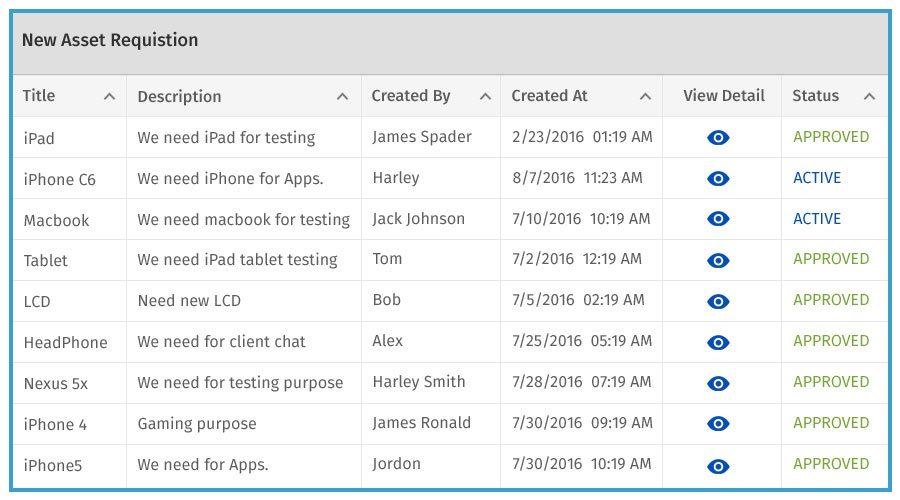 New Asset Requistion
Title Description Created By Created At View Detail Status
iPad We need iPad for testing James Spader 2/23/2016 01:19 AM APPROVED
iPhone C6 We need iPhone for Apps. Harley 8/7/2016 11:23 AM ACTIVE
Macbook We need macbook for testing Jack Johnson 7/10/2016 10:19 AM ACTIVE
Tablet We need iPad tablet testing Tom 7/2/2016 12:19 AM APPROVED
LCD Need new LCD Bob 7/5/2016 02:19 AM APPROVED
HeadPhone We need for client chat Alex 7/25/2016 05:19 AM APPROVED
Nexus 5x We need for testing purpose Harley Smith 7/28/2016 07:19 AM APPROVED
iPhone 4 Gaming purpose James Ronald 7/30/2016 09:19 AM APPROVED
iPhone5 We need for Apps. Jordon 7/30/2016 10:19 AM APPROVED